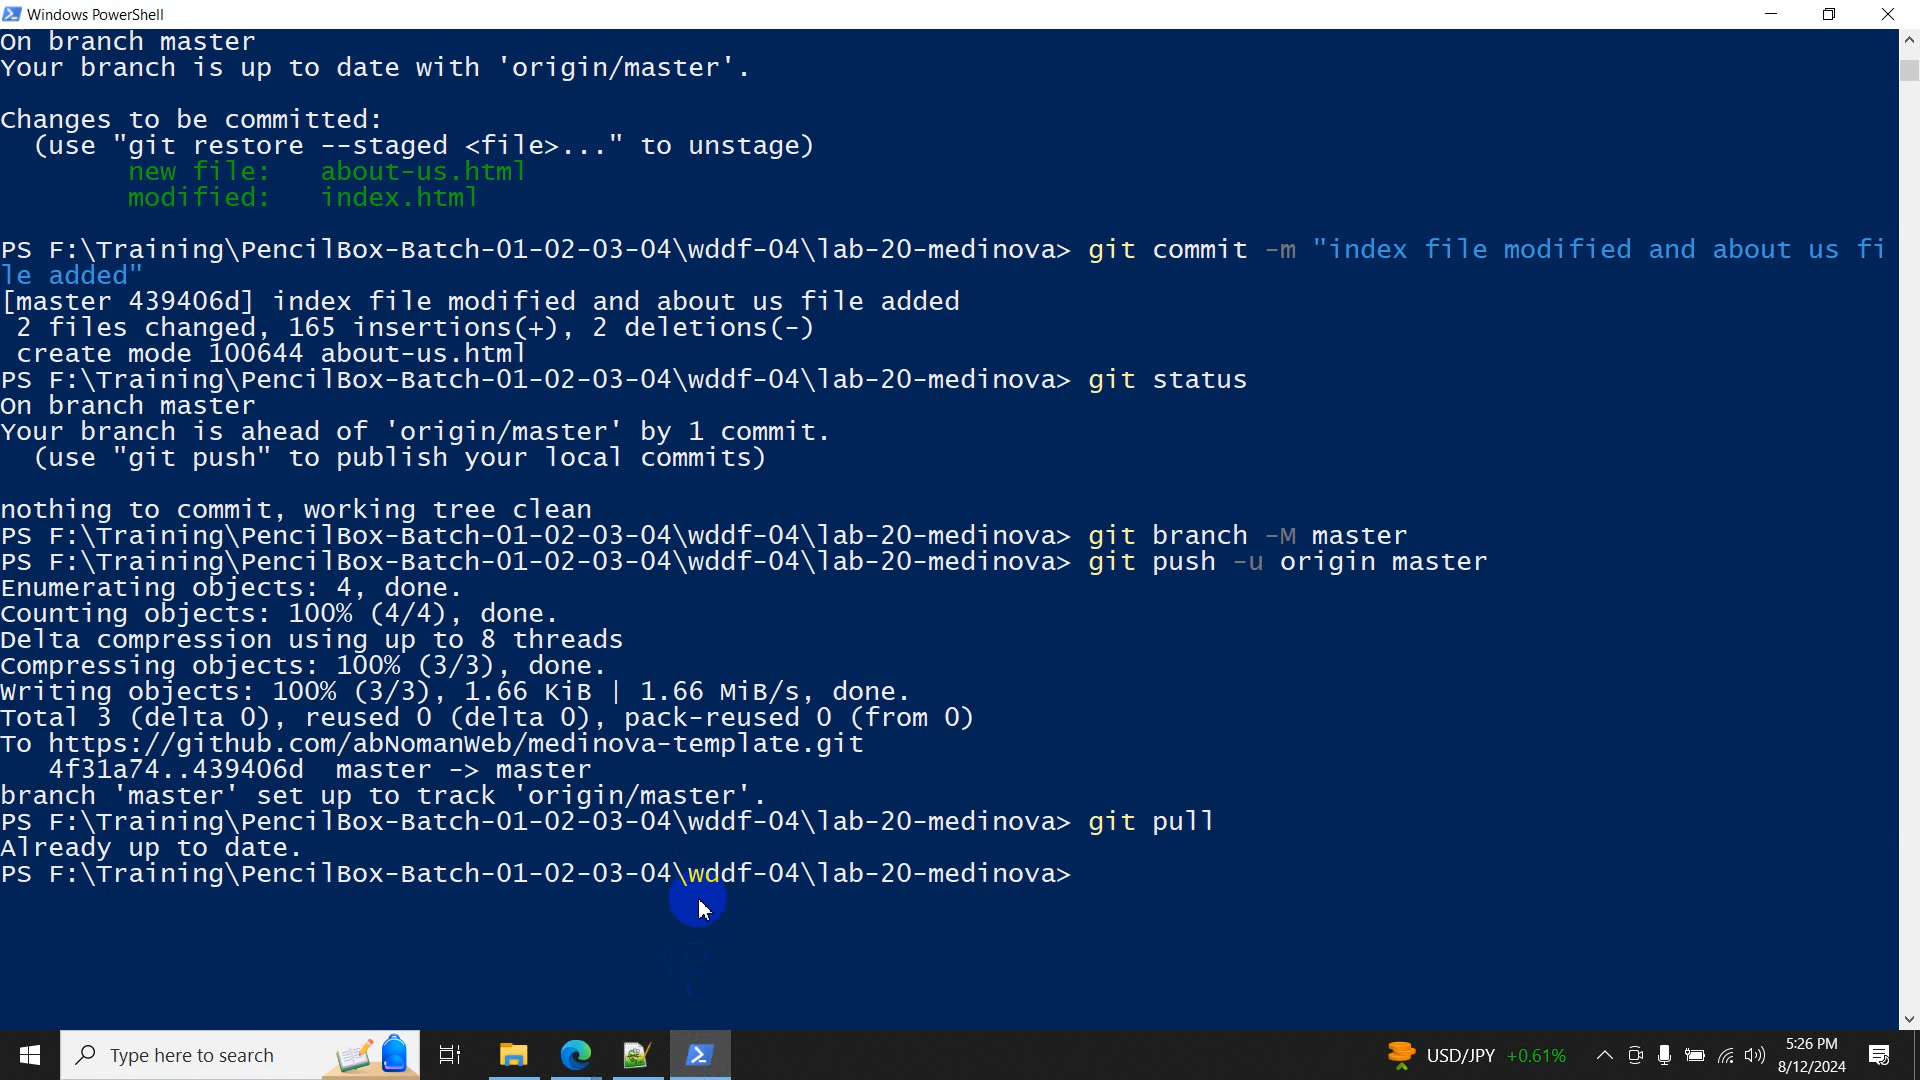 Windows PowerShell
On branch master
Your branch is up to date with 'origin/master'.
Changes to be committed:
  (use "git restore --staged <file>..." to unstage)
        new file:   about-us.html
        modified:   index.html
PS F:\Training\PencilBox-Batch-01-02-03-04\wddf-04\lab-20-medinova> git commit -m "index file modified and about us fi
le added"
[master 439406d] index file modified and about us file added
 2 files changed, 165 insertions(+), 2 deletions(-)
 create mode 100644 about-us.html
PS F:\Training\PencilBox-Batch-01-02-03-04\wddf-04\lab-20-medinova> git status
On branch master
Your branch is ahead of 'origin/master' by 1 commit.
  (use "git push" to publish your local commits)
nothing to commit, working tree clean
PS F:\Training\PencilBox-Batch-01-02-03-04\wddf-04\lab-20-medinova> git branch -M master
PS F:\Training\PencilBox-Batch-01-02-03-04\wddf-04\lab-20-medinova> git push -u origin master
Enumerating objects: 4, done.
Counting objects: 100% (4/4), done.
Delta compression using up to 8 threads
Compressing objects: 100% (3/3), done.
Writing objects: 100% (3/3), 1.66 KiB | 1.66 MiB/s, done.
Total 3 (delta 0), reused 0 (delta 0), pack-reused 0 (from 0)
To https://github.com/abNomanWeb/medinova-template.git
   4f31a74..439406d  master -> master
branch 'master' set up to track 'origin/master'.
PS F:\Training\PencilBox-Batch-01-02-03-04\wddf-04\lab-20-medinova> git pull
Already up to date.
PS F:\Training\PencilBox-Batch-01-02-03-04\wddf-04\lab-20-medinova>
Type here to search
USD/JPY +0.61%
5:26 PM
8/12/2024